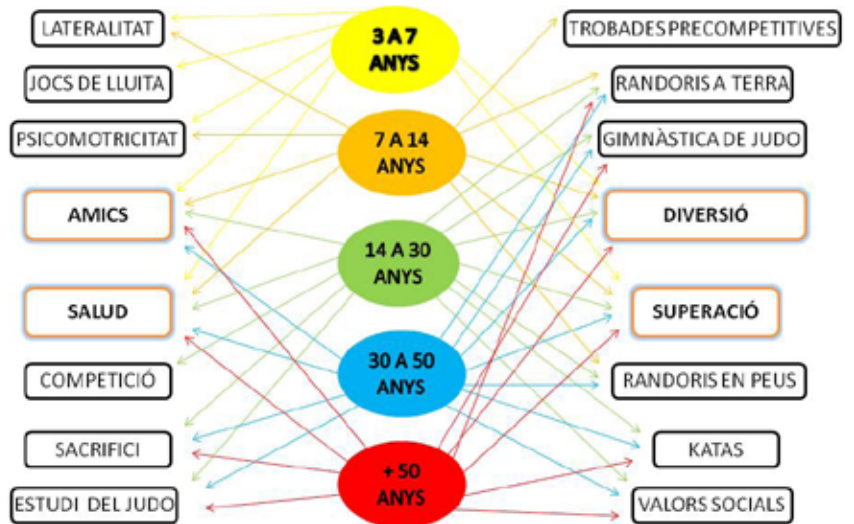 LATERALITAT
JOCS DE LLUITA
PSICOMOTRICITAT
AMICS
SALUD
COMPETICIÓ
SACRIFICI
ESTUDI DEL JUDO
3 A 7
ANYS
7 A 14
ANYS
14 A 30
ANYS
30 A 50
ANYS
+ 50
ANYS
TROBADES PRECOMPETITIVES
RANDORIS A TERRA
GIMNÀSTICA DE JUDO
DIVERSIÓ
SUPERACIÓ
RANDORIS EN PEUS
KATAS
VALORS SOCIALS